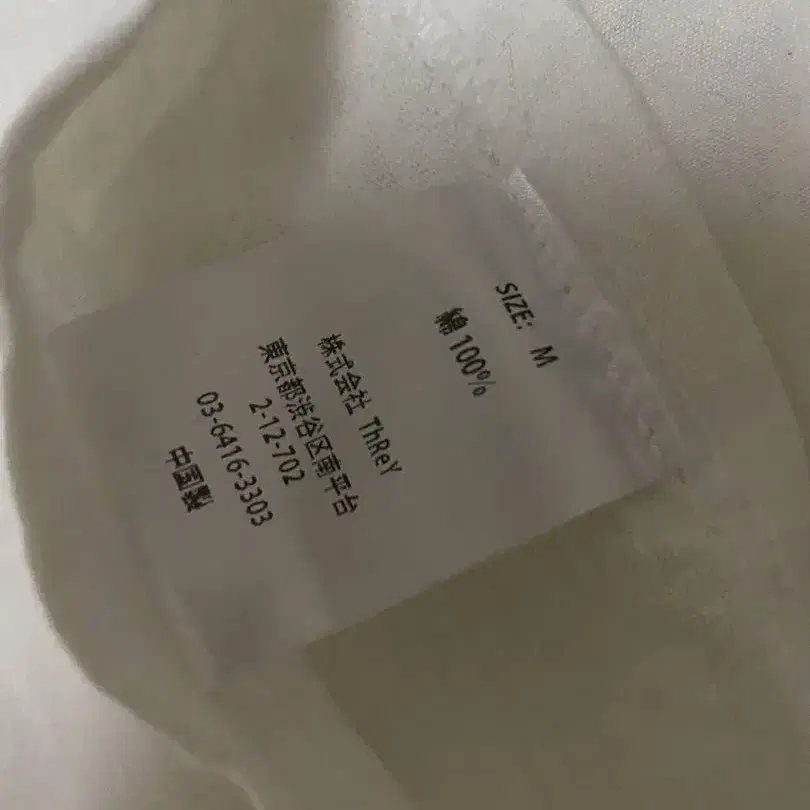 SIZE: M
綿 100%
株式会社 ThReY
東京都渋谷区南平台
2-12-702
03-6416-3303
中国製